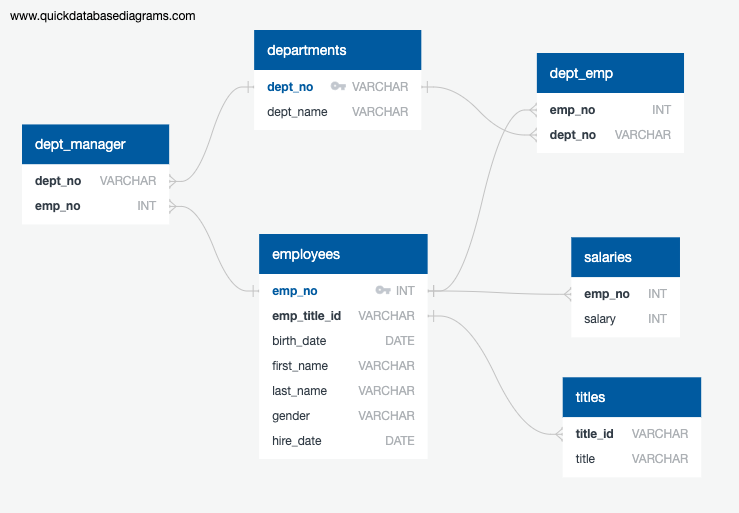 www.quickdatabasediagrams.com
departments
dept_no VARCHAR
dept_name VARCHAR
dept_emp
emp_no INT
dept_no VARCHAR
dept_manager
dept_no VARCHAR
emp_no INT
employees
emp_no INT
emp_title_id VARCHAR
birth_date DATE
first_name VARCHAR
last_name VARCHAR
gender VARCHAR
hire_date DATE
salaries
emp_no INT
salary INT
titles
title_id VARCHAR
title VARCHAR